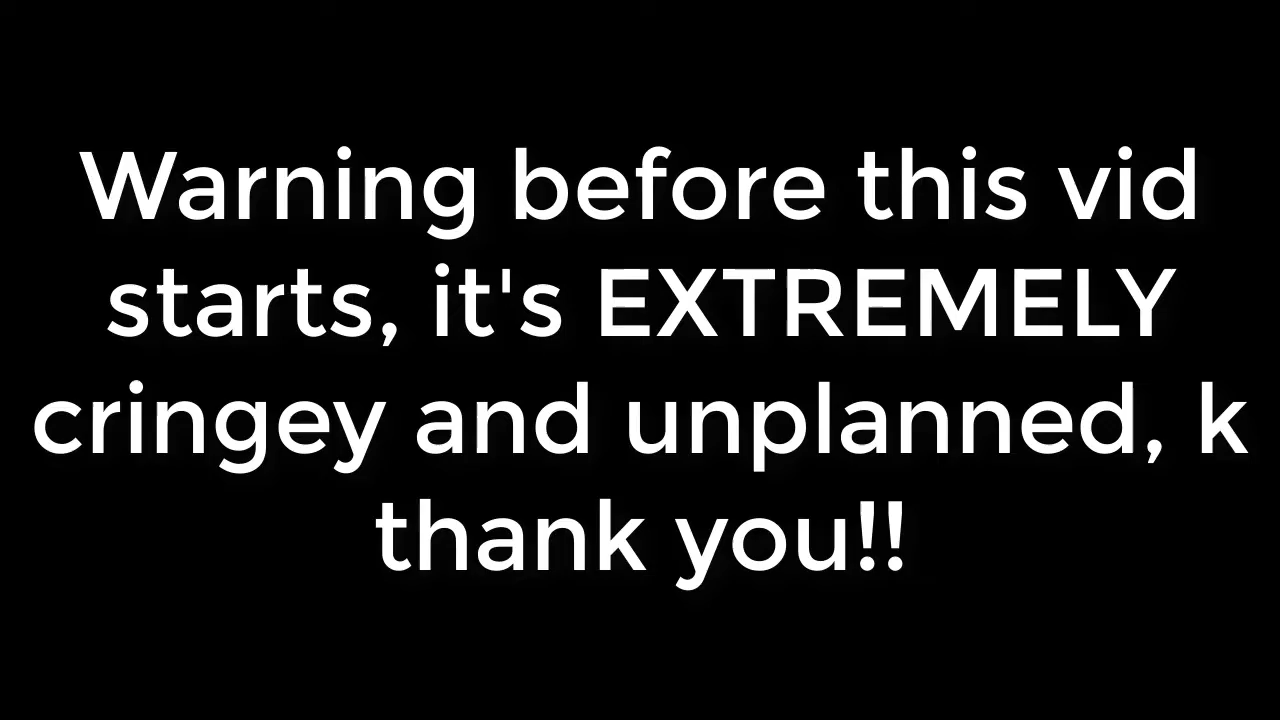 Warning before this vid
starts, it's EXTREMELY
cringey and unplanned, k
thank you!!